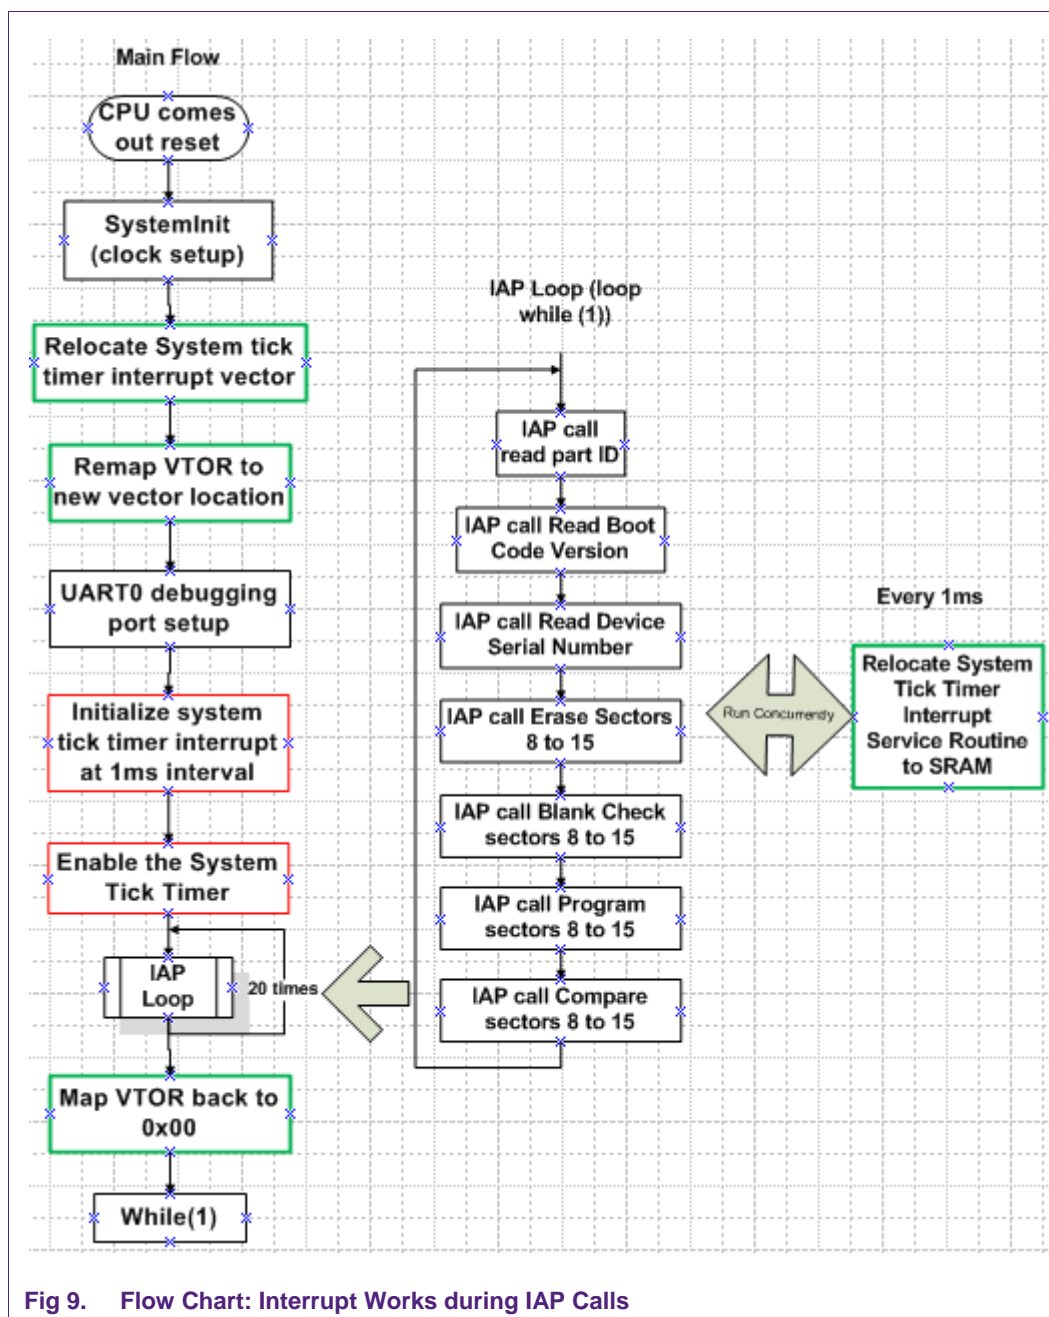 Main Flow
CPU comes
out reset
SystemInit
(clock setup)
Relocate System tick
timer interrupt vector
Remap VTOR to
new vector location
UART0 debugging
port setup
Initialize system
tick timer interrupt
at 1ms interval
Enable the System
Tick Timer
IAP
Loop
20 times
Map VTOR back to
0x00
While(1)
IAP Loop (loop
while (1))
IAP call
read part ID
IAP call Read Boot
Code Version
IAP call Read Device
Serial Number
IAP call Erase Sectors
8 to 15
IAP call Blank Check
sectors 8 to 15
IAP call Program
sectors 8 to 15
IAP call Compare
sectors 8 to 15
Run Concurrently
Every 1ms
Relocate System
Tick Timer
Interrupt
Service Routine
to SRAM
Fig 9. Flow Chart: Interrupt Works during IAP Calls